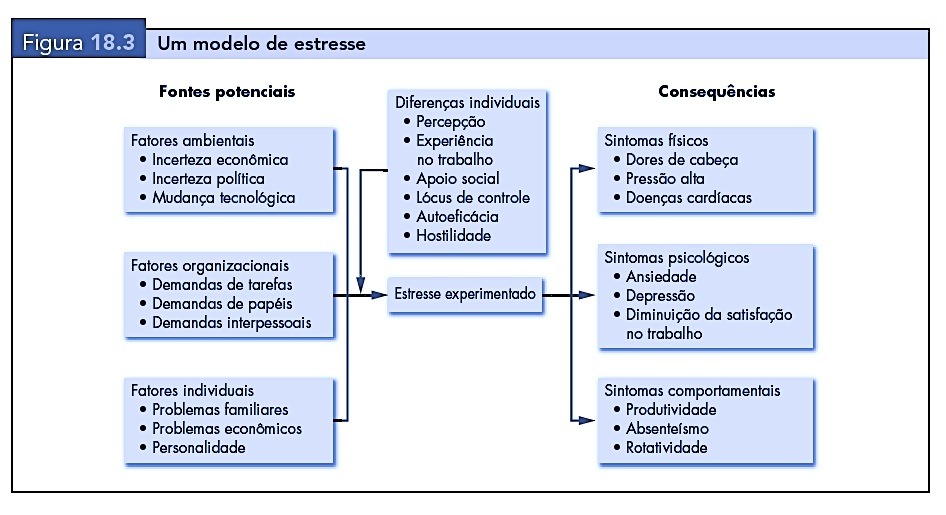 Figura 18.3
Um modelo de estresse
Fontes potenciais
Fatores ambientais
• Incerteza econômica
• Incerteza política
• Mudança tecnológica
Fatores organizacionais
• Demandas de tarefas
• Demandas de papéis
• Demandas interpessoais
Fatores individuais
• Problemas familiares
• Problemas econômicos
• Personalidade
Diferenças individuais
• Percepção
• Experiência
no trabalho
• Apoio social
• Lócus de controle
• Autoeficácia
• Hostilidade
Estresse experimentado
Consequências
Sintomas físicos
• Dores de cabeça
• Pressão alta
• Doenças cardíacas
Sintomas psicológicos
• Ansiedade
• Depressão
• Diminuição da satisfação
no trabalho
Sintomas comportamentais
• Produtividade
• Absenteísmo
• Rotatividade